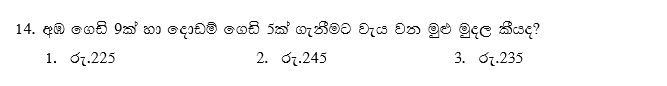 14. අඹ ගෙඩි 9ක් හා දොඩම් ගෙඩි 5ක් ගැනීමට වැය වන මුළු මුදල කීයද?
1. රු.225 2. රු.245 3. රු.235